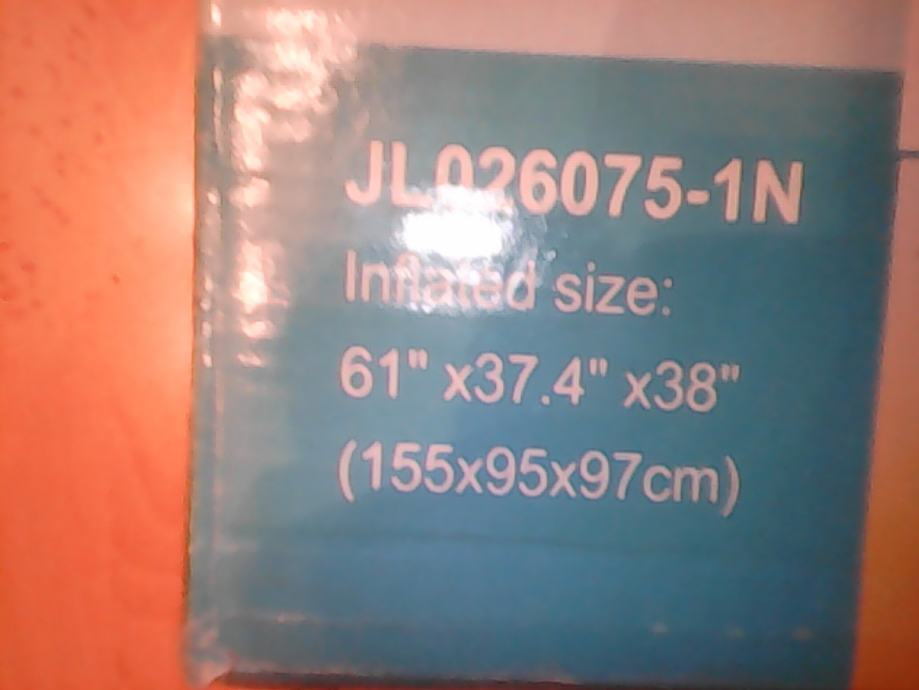 JL026075-1N
Inflated size:
61" x37.4" x38"
(155x95x97cm)